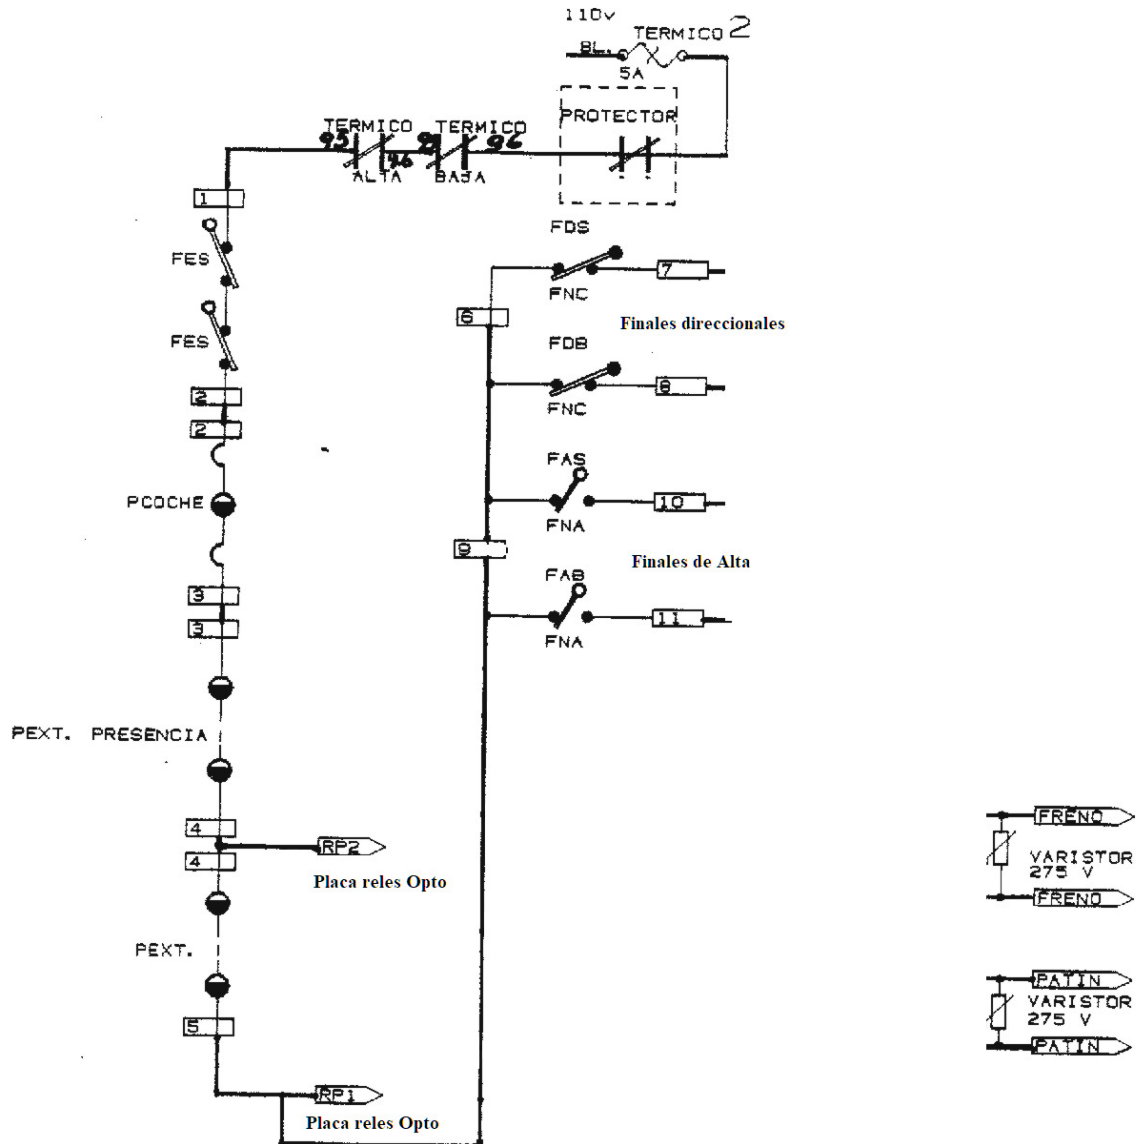 110v
TERMICO 2
BL.
5A
PROTECTOR
TERMICO TERMICO
95 95 96
96
ALTA BAJA
1
FDS
FES
7
FNC
6
Finales direccionales
FES
FDB
8
2
FNC
2
FAS
PCOCHE
10
FNA
9
Finales de Alta
FAB
3
11
3
FNA
PEXT. PRESENCIA
4
FRENO
RP2
4
VARISTOR
275 V
Placa reles Opto
FRENO
PEXT.
PATIN
VARISTOR
275 V
5
PATIN
RP1
Placa reles Opto